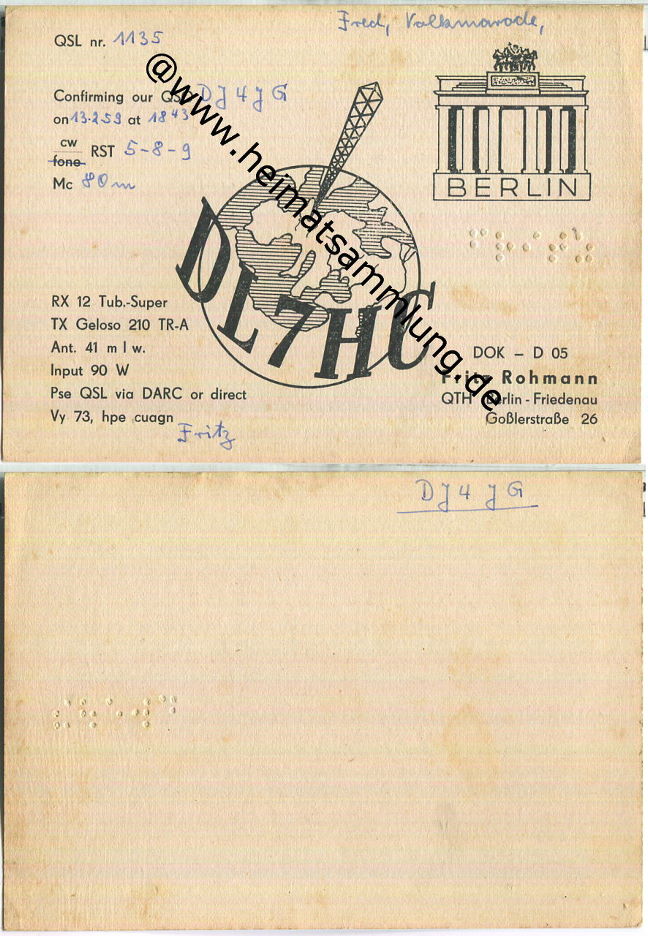 Fred, Volkmarode,
QSL nr. 1135
Confirming our QSO DJ4JG
on 13.2.59 at 1843
cw
fone RST 5-8-9
Mc 80m
BERLIN
DL7HC
RX 12 Tub.-Super
TX Geloso 210 TR-A
Ant. 41 m l w.
Input 90 W
Pse QSL via DARC or direct
Vy 73, hpe cuagn
Fritz
DOK – D 05
Fritz Rohmann
QTH Berlin-Friedenau
Goßlerstraße 26
@www.heimatsammlung.de
DJ4JG